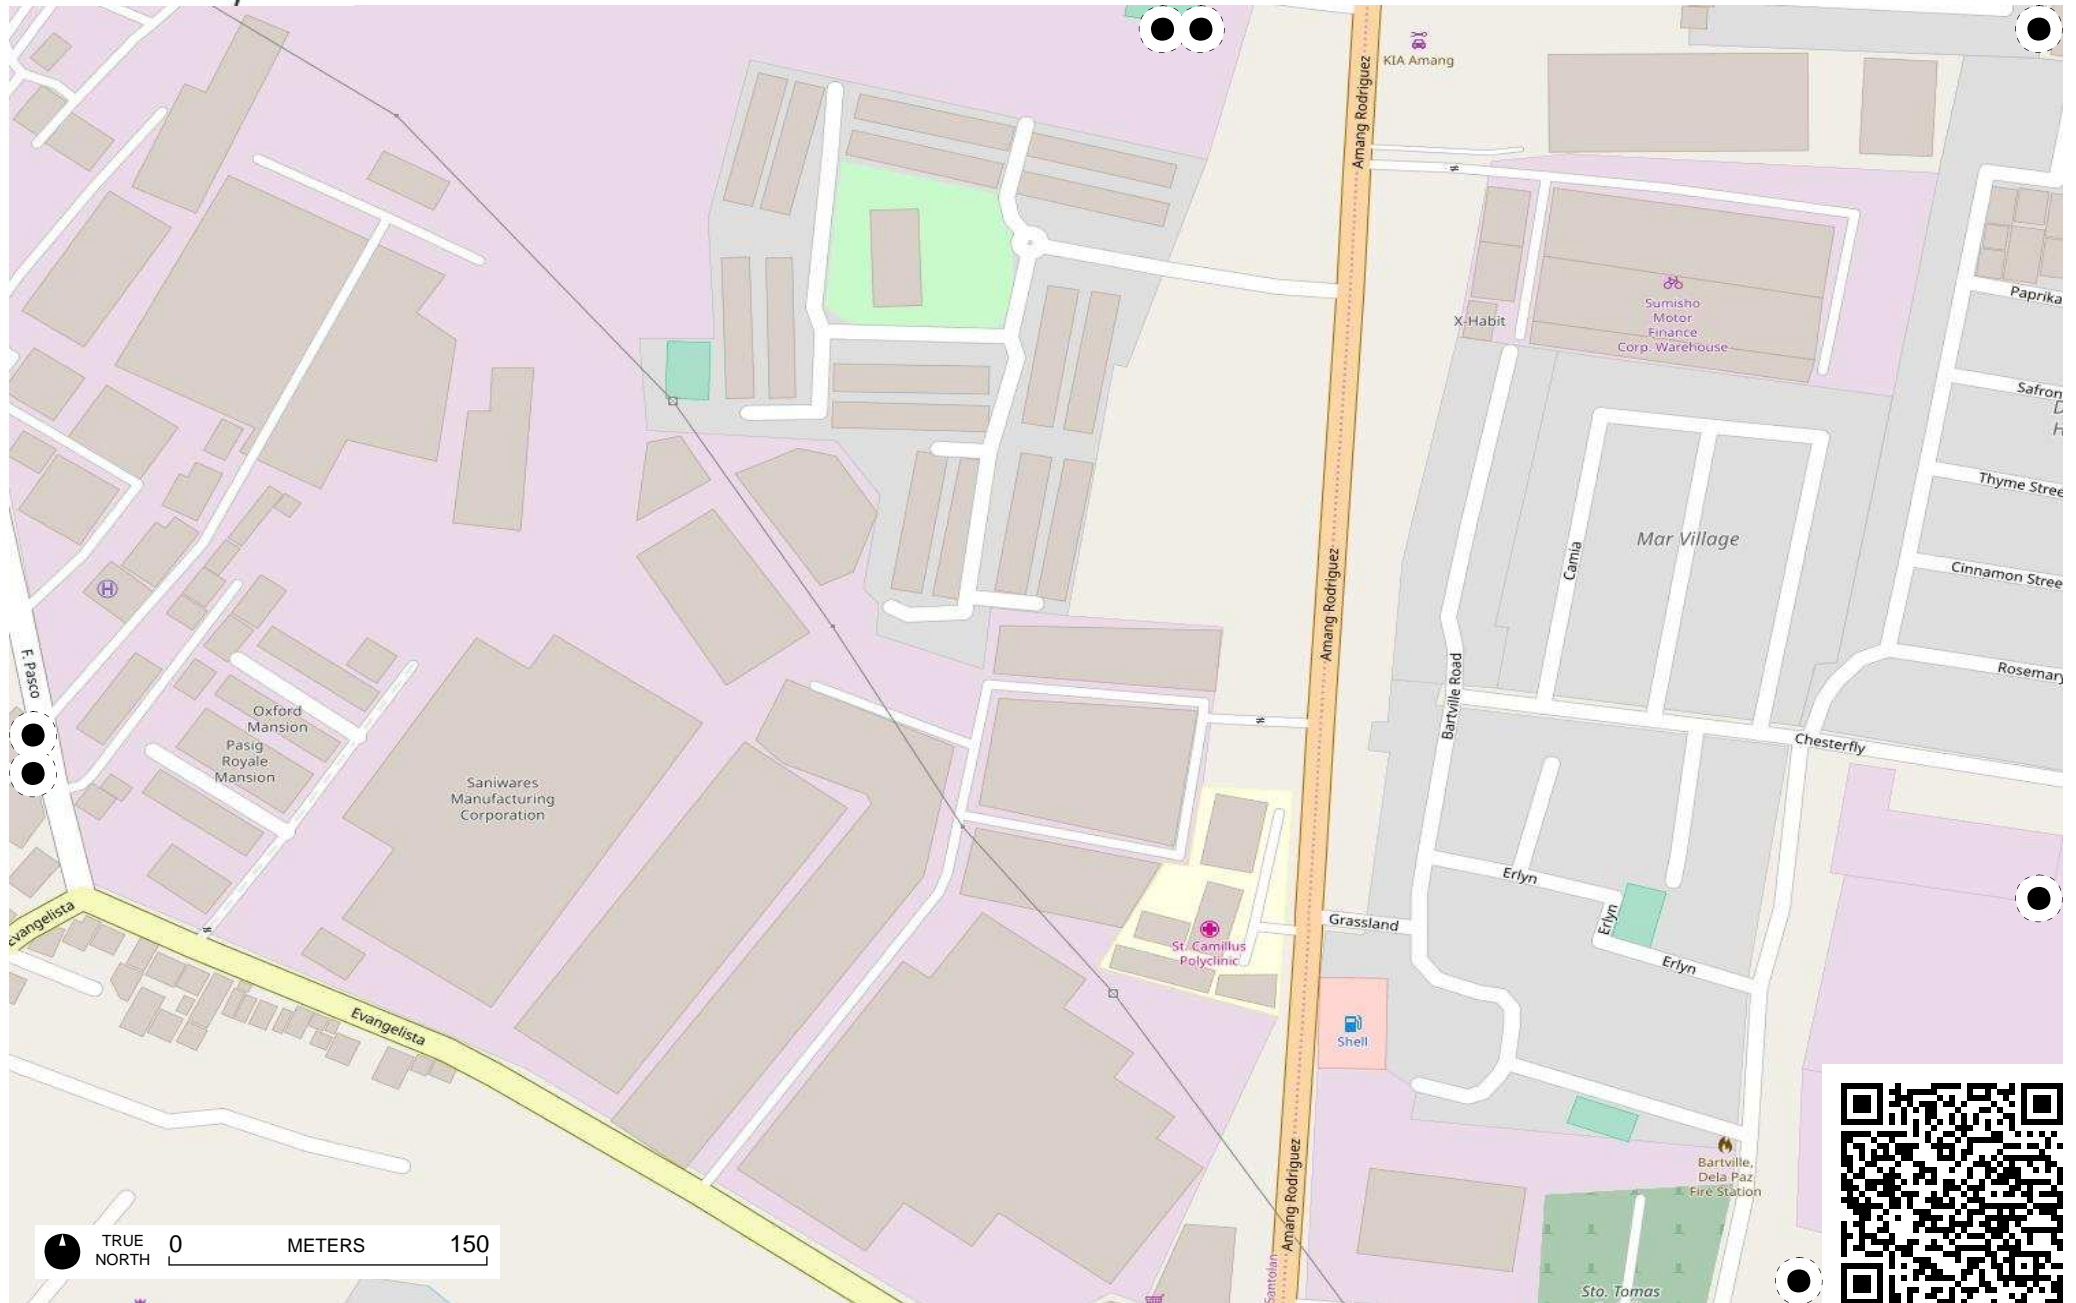 KIA Amang
Amang Rodriguez
Paprika
Sumisho
Motor
Finance
Corp. Warehouse
X-Habit
Safron
Thyme Stree
Mar Village
Camia
Amang Rodriguez
Cinnamon Stree
F. Pasco
Bartville Road
Rosemary
Oxford
Mansion
Pasig
Royale
Mansion
Chesterfly
Saniwares
Manufacturing
Corporation
Erlyn
Evangelista
Erlyn
Grassland
St. Camillus
Polyclinic
Erlyn
Evangelista
Shell
Amang Rodriguez
Bartville,
Dela Paz
Fire Station
TRUE
NORTH
0 METERS 150
Santolan
Sto. Tomas